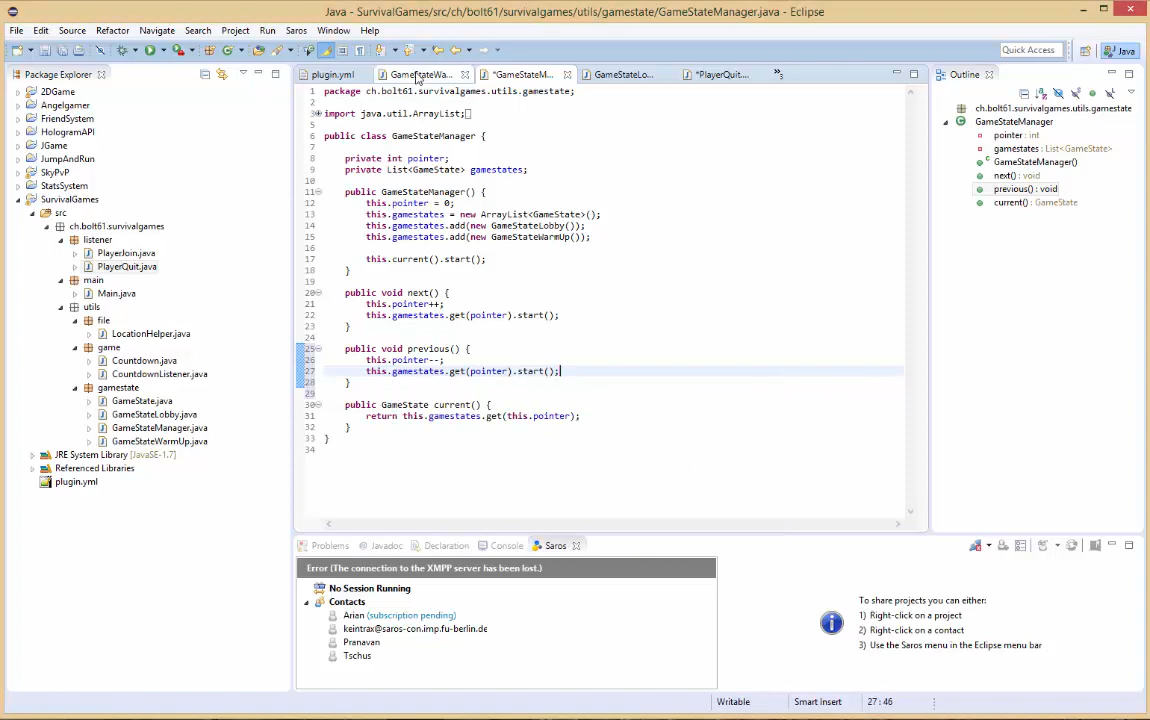 Java - SurvivalGames/src/ch/bolt61/survivalgames/utils/gamestate/GameStateManager.java - Eclipse
File Edit Source Refactor Navigate Search Project Run Saros Window Help
Quick Access
Java
Package Explorer
2DGame
Angelgamer
FriendSystem
HologramAPI
JGame
JumpAndRun
SkyPvP
StatsSystem
SurvivalGames
src
ch.bolt61.survivalgames
listener
PlayerJoin.java
PlayerQuit.java
main
Main.java
utils
file
LocationHelper.java
game
Countdown.java
CountdownListener.java
gamestate
GameState.java
GameStateLobby.java
GameStateManager.java
GameStateWarmUp.java
JRE System Library [JavaSE-1.7]
Referenced Libraries
plugin.yml
plugin.yml GameStateWa... *GameStateM... GameStateLo... *PlayerQuit.... »5
1 package ch.bolt61.survivalgames.utils.gamestate;
2
3 import java.util.ArrayList;
5
6 public class GameStateManager {
7
8 private int pointer;
9 private List<GameState> gamestates;
10
11 public GameStateManager() {
12 this.pointer = 0;
13 this.gamestates = new ArrayList<GameState>();
14 this.gamestates.add(new GameStateLobby());
15 this.gamestates.add(new GameStateWarmUp());
16
17 this.current().start();
18 }
19
20 public void next() {
21 this.pointer++;
22 this.gamestates.get(pointer).start();
23 }
24
25 public void previous() {
26 this.pointer--;
27 this.gamestates.get(pointer).start();
28 }
29
30 public GameState current() {
31 return this.gamestates.get(this.pointer);
32 }
33 }
34
Outline
ch.bolt61.survivalgames.utils.gamestate
GameStateManager
pointer : int
gamestates : List<GameState>
GameStateManager()
next() : void
previous() : void
current() : GameState
Problems @ Javadoc Declaration Console Saros
Error (The connection to the XMPP server has been lost.)
No Session Running
Contacts
Arian (subscription pending)
keintrax@saros-con.imp.fu-berlin.de
Pranavan
Tschus
To share projects you can either:
1) Right-click on a project
2) Right-click on a contact
3) Use the Saros menu in the Eclipse menu bar
Writable Smart Insert 27 : 46